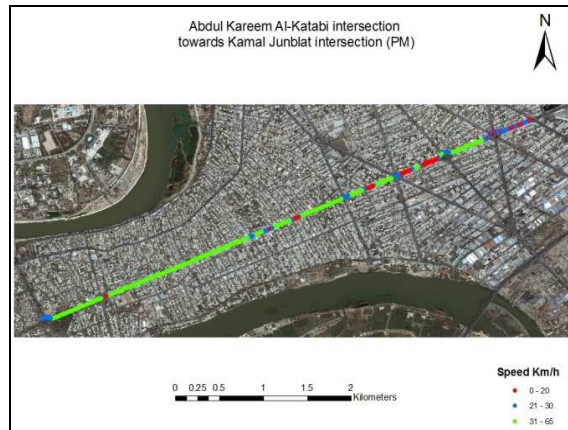 Abdul Kareem Al-Katabi intersection
towards Kamal Junblat intersection (PM)
N
0 0.25 0.5 1 1.5 2
Kilometers
Speed Km/h
0 - 20
21 - 30
31 - 65